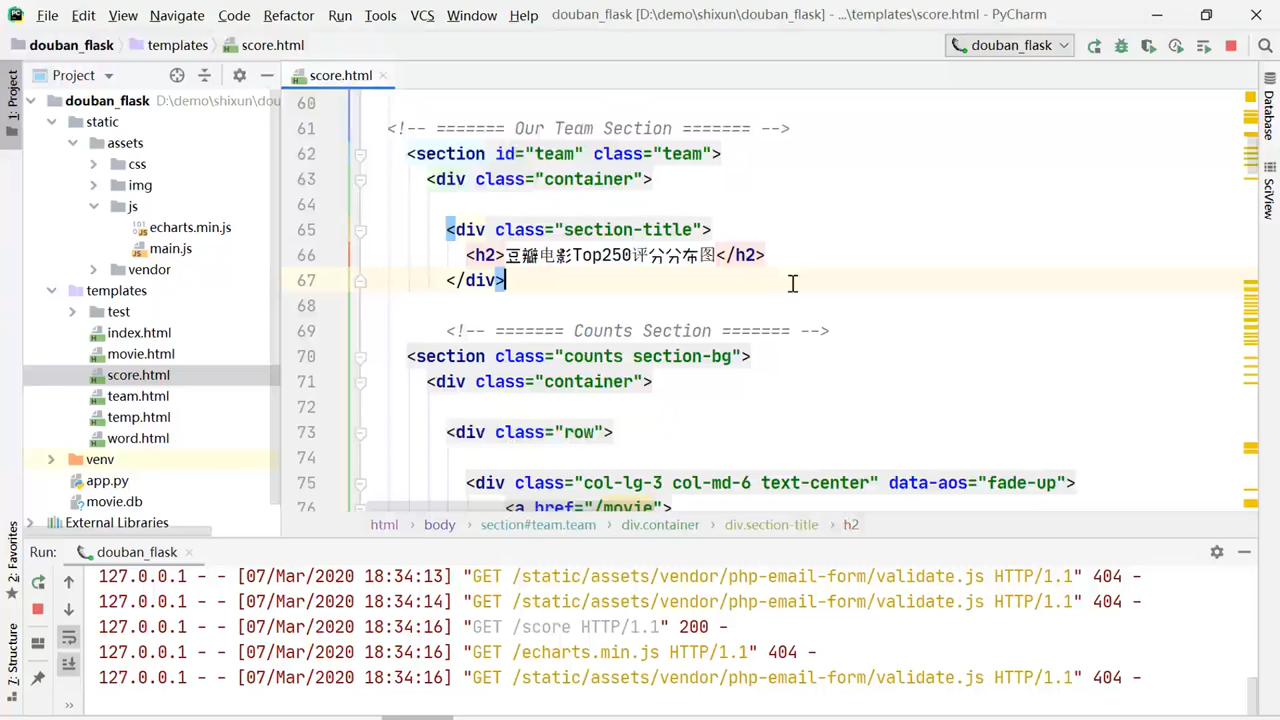 File Edit View Navigate Code Refactor Run Tools VCS Window Help douban_flask [D:\demo\shixun\douban_flask] - ...\templates\score.html - PyCharm
douban_flask templates score.html douban_flask
Project score.html
1: Project
Database
SciView
2: Favorites
7: Structure
douban_flask D:\demo\shixun\dou
static
assets
css
img
js
echarts.min.js
main.js
vendor
templates
test
index.html
movie.html
score.html
team.html
temp.html
word.html
venv
app.py
movie.db
External Libraries
60
61 <!-- ======= Our Team Section ======= -->
62 <section id="team" class="team">
63 <div class="container">
64
65 <div class="section-title">
66 <h2>豆瓣电影Top250评分分布图</h2>
67 </div>
68
69 <!-- ======= Counts Section ======= -->
70 <section class="counts section-bg">
71 <div class="container">
72
73 <div class="row">
74
75 <div class="col-lg-3 col-md-6 text-center" data-aos="fade-up">
76 <a href="/movie">
html body section#team.team div.container div.section-title h2
Run: douban_flask
127.0.0.1 - - [07/Mar/2020 18:34:13] "GET /static/assets/vendor/php-email-form/validate.js HTTP/1.1" 404 -
127.0.0.1 - - [07/Mar/2020 18:34:14] "GET /static/assets/vendor/php-email-form/validate.js HTTP/1.1" 404 -
127.0.0.1 - - [07/Mar/2020 18:34:16] "GET /score HTTP/1.1" 200 -
127.0.0.1 - - [07/Mar/2020 18:34:16] "GET /echarts.min.js HTTP/1.1" 404 -
127.0.0.1 - - [07/Mar/2020 18:34:16] "GET /static/assets/vendor/php-email-form/validate.js HTTP/1.1" 404 -